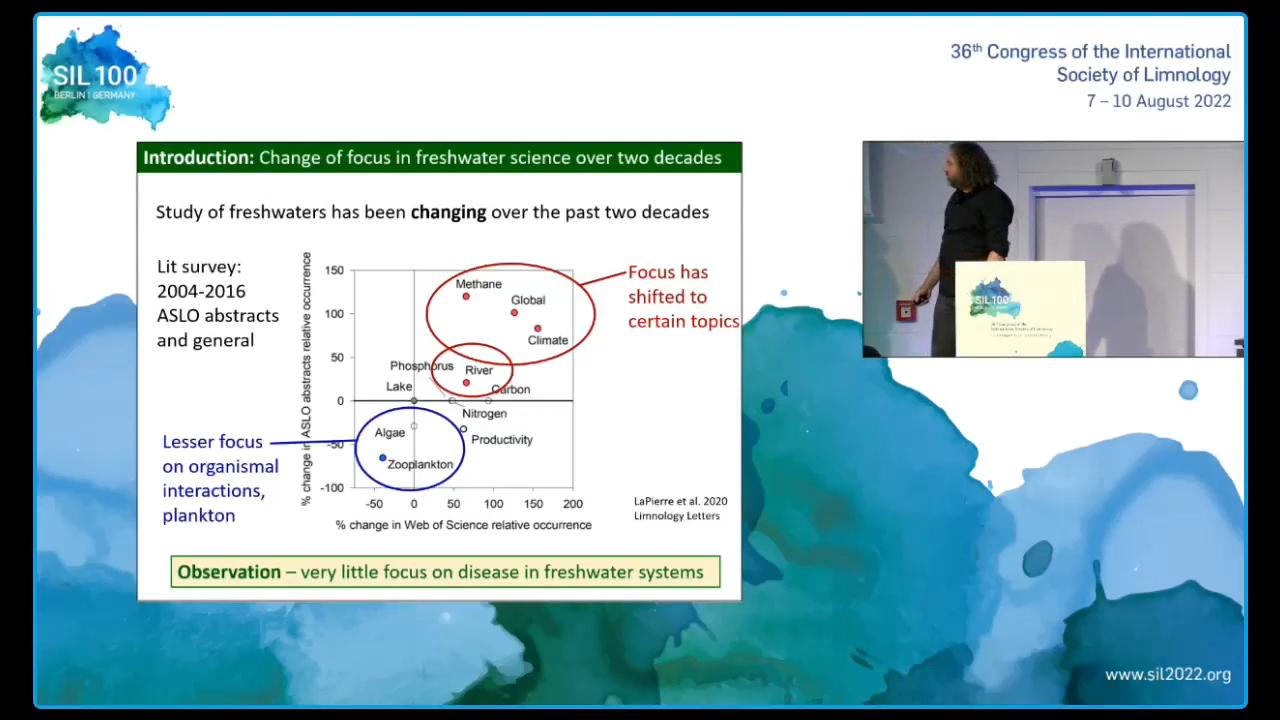 SIL 100
BERLIN | GERMANY
36th Congress of the International
Society of Limnology
7 – 10 August 2022
Introduction: Change of focus in freshwater science over two decades
Study of freshwaters has been changing over the past two decades
Lit survey:
2004-2016
ASLO abstracts
and general
% change in ASLO abstracts relative occurrence
150
100
50
0
-50
-100
Methane
Global
Climate
Phosphorus
River
Lake
Carbon
Nitrogen
Algae
Productivity
Zooplankton
-50
0
50
100
150
200
% change in Web of Science relative occurrence
Focus has
shifted to
certain topics
Lesser focus
on organismal
interactions,
plankton
LaPierre et al. 2020
Limnology Letters
Observation – very little focus on disease in freshwater systems
SIL 100
www.sil2022.org